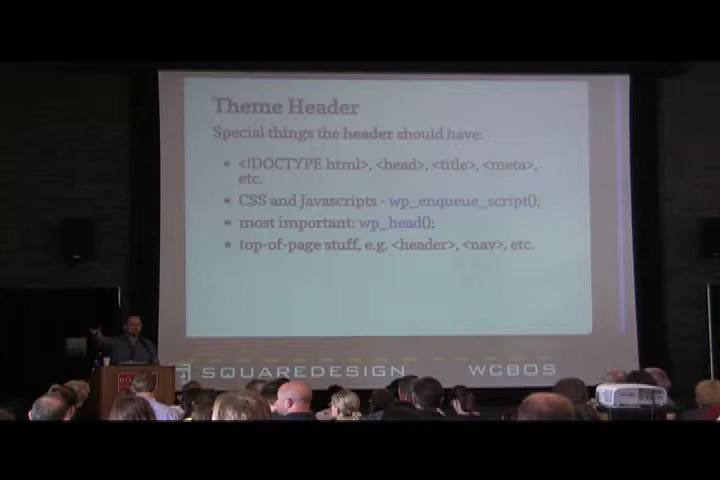 Theme Header
Special things the header should have:
▪ <!DOCTYPE html>, <head>, <title>, <meta>,
etc.
▪ CSS and Javascripts - wp_enqueue_script();
▪ most important: wp_head();
▪ top-of-page stuff, e.g. <header>, <nav>, etc.
SQUAREDESIGN WCBOS